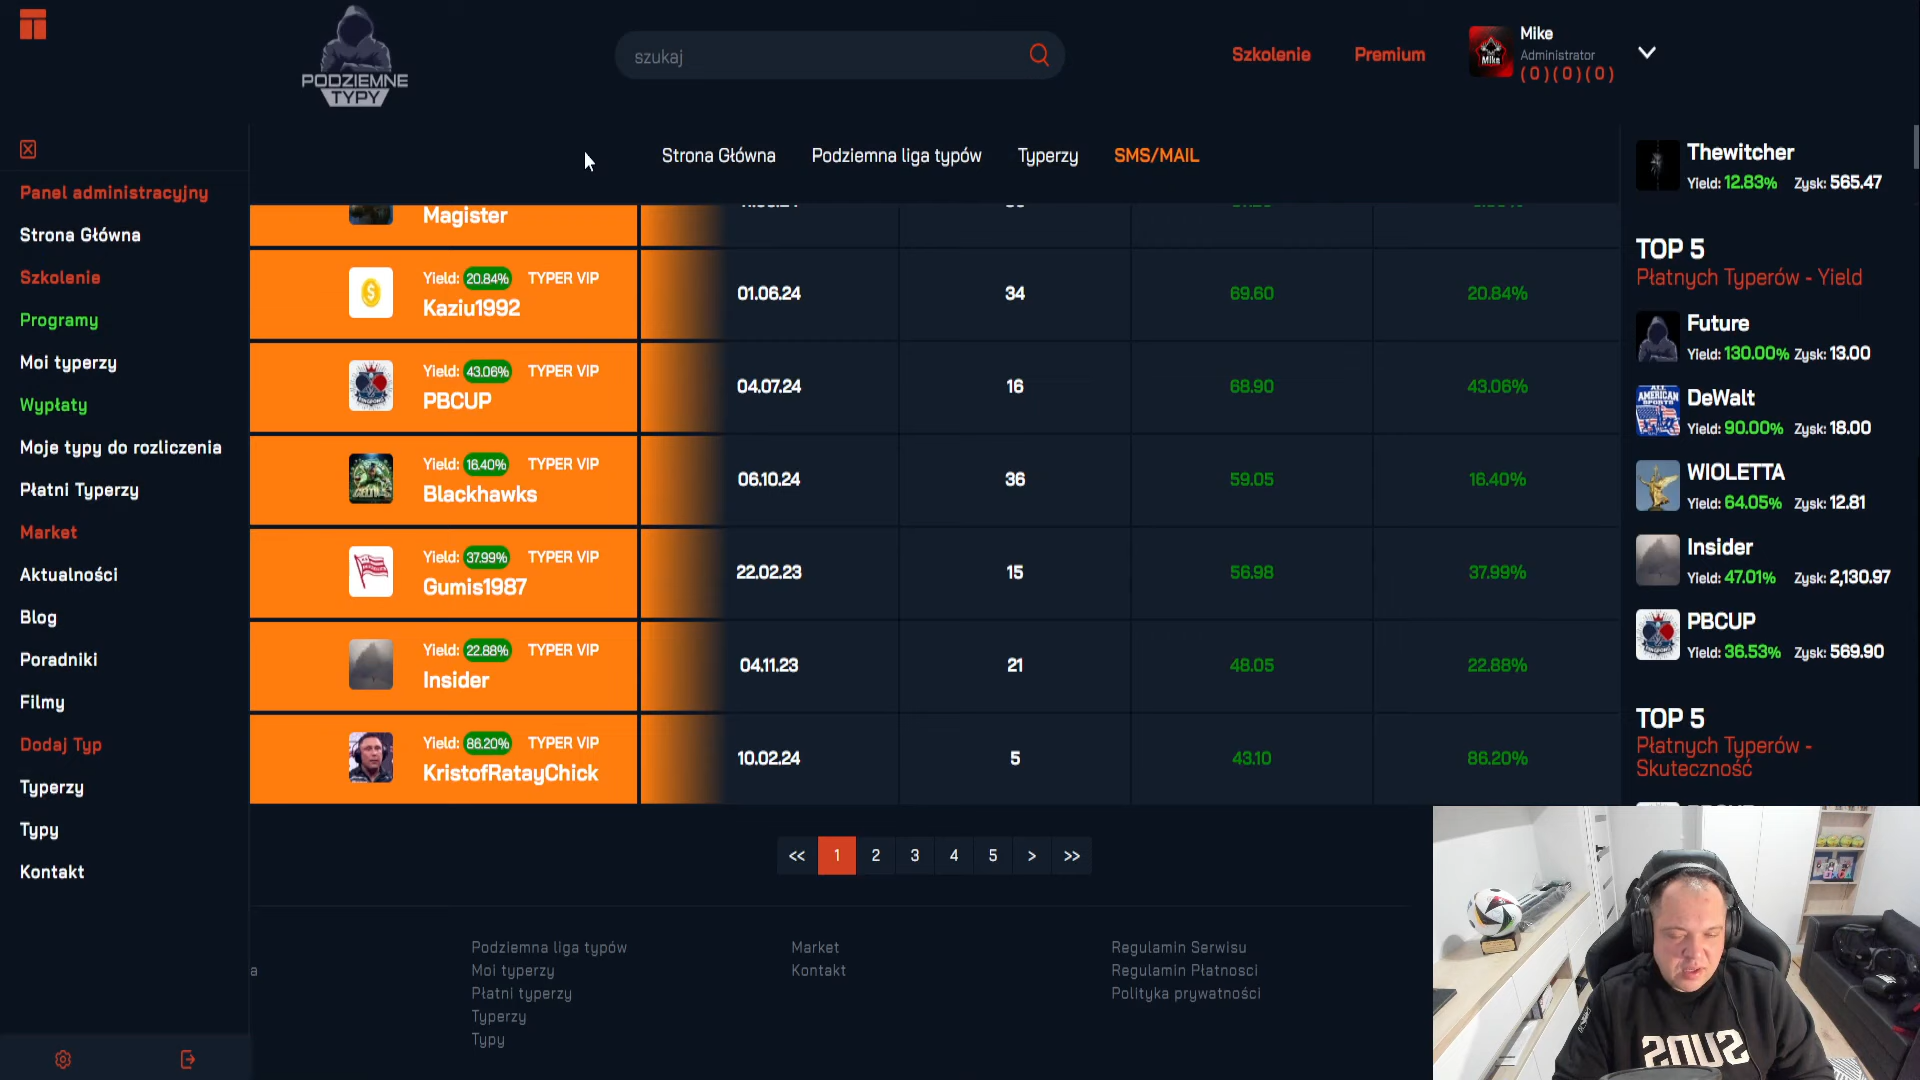 PODZIEMNE
TYPY
szukaj
Szkolenie
Premium
Mike
Administrator
( 0 ) ( 0 ) ( 0 )
Strona Główna
Podziemna liga typów
Typerzy
SMS/MAIL
Panel administracyjny
Strona Główna
Szkolenie
Programy
Moi typerzy
Wypłaty
Moje typy do rozliczenia
Płatni Typerzy
Market
Aktualności
Blog
Poradniki
Filmy
Dodaj Typ
Typerzy
Typy
Kontakt
Magister
Yield: 20.84% TYPER VIP
Kaziu1992
01.06.24 34 69.60 20.84%
Yield: 43.06% TYPER VIP
PBCUP
04.07.24 16 68.90 43.06%
Yield: 16.40% TYPER VIP
Blackhawks
06.10.24 36 59.05 16.40%
Yield: 37.99% TYPER VIP
Gumis1987
22.02.23 15 56.98 37.99%
Yield: 22.88% TYPER VIP
Insider
04.11.23 21 48.05 22.88%
Yield: 86.20% TYPER VIP
KristofRatayChick
10.02.24 5 43.10 86.20%
<< 1 2 3 4 5 > >>
Thewitcher
Yield: 12.83% Zysk: 565.47
TOP 5
Płatnych Typerów - Yield
Future
Yield: 130.00% Zysk: 13.00
DeWalt
Yield: 90.00% Zysk: 18.00
WIOLETTA
Yield: 64.05% Zysk: 12.81
Insider
Yield: 47.01% Zysk: 2,130.97
PBCUP
Yield: 36.53% Zysk: 569.90
TOP 5
Płatnych Typerów -
Skuteczność
a
Podziemna liga typów
Moi typerzy
Płatni typerzy
Typerzy
Typy
Market
Kontakt
Regulamin Serwisu
Regulamin Płatnosci
Polityka prywatności